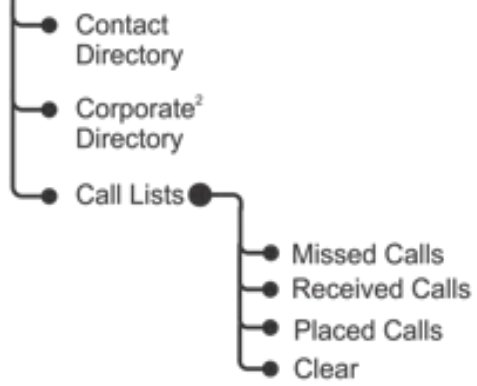 Contact
Directory
Corporate²
Directory
Call Lists
Missed Calls
Received Calls
Placed Calls
Clear